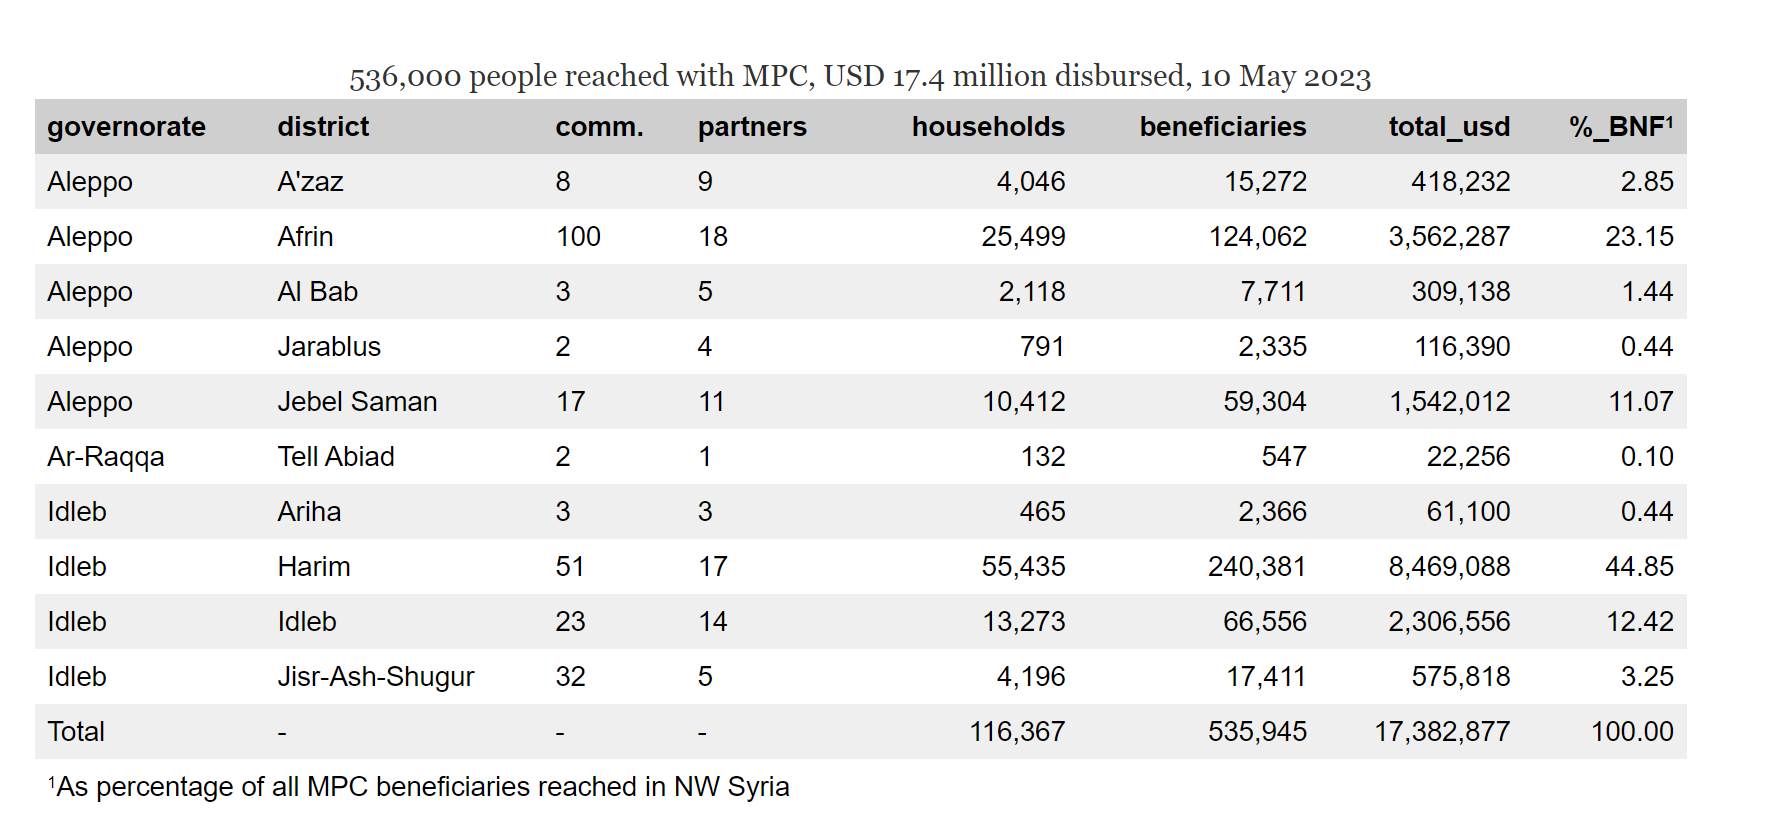 536,000 people reached with MPC, USD 17.4 million disbursed, 10 May 2023
governorate district comm. partners households beneficiaries total_usd %_BNF¹
Aleppo A'zaz 8 9 4,046 15,272 418,232 2.85
Aleppo Afrin 100 18 25,499 124,062 3,562,287 23.15
Aleppo Al Bab 3 5 2,118 7,711 309,138 1.44
Aleppo Jarablus 2 4 791 2,335 116,390 0.44
Aleppo Jebel Saman 17 11 10,412 59,304 1,542,012 11.07
Ar-Raqqa Tell Abiad 2 1 132 547 22,256 0.10
Idleb Ariha 3 3 465 2,366 61,100 0.44
Idleb Harim 51 17 55,435 240,381 8,469,088 44.85
Idleb Idleb 23 14 13,273 66,556 2,306,556 12.42
Idleb Jisr-Ash-Shugur 32 5 4,196 17,411 575,818 3.25
Total - - - 116,367 535,945 17,382,877 100.00
¹As percentage of all MPC beneficiaries reached in NW Syria